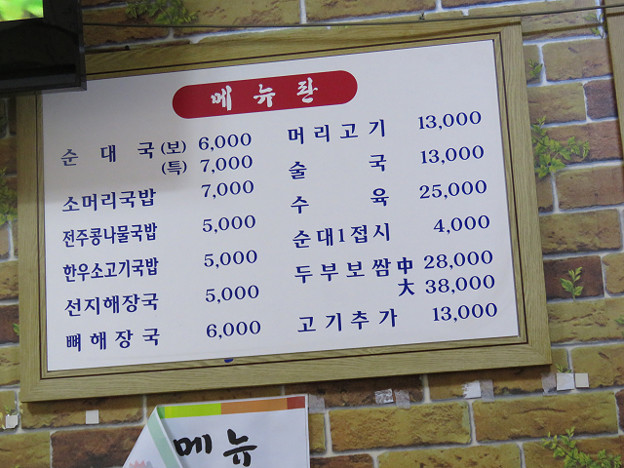 메뉴판
순 대 국 (보) 6,000
(특) 7,000
소머리국밥 7,000
전주콩나물국밥 5,000
한우소고기국밥 5,000
선지해장국 5,000
뼈해장국 6,000
머리고기 13,000
술 국 13,000
수 육 25,000
순대1접시 4,000
두부보쌈 中 28,000
大 38,000
고기추가 13,000
메뉴